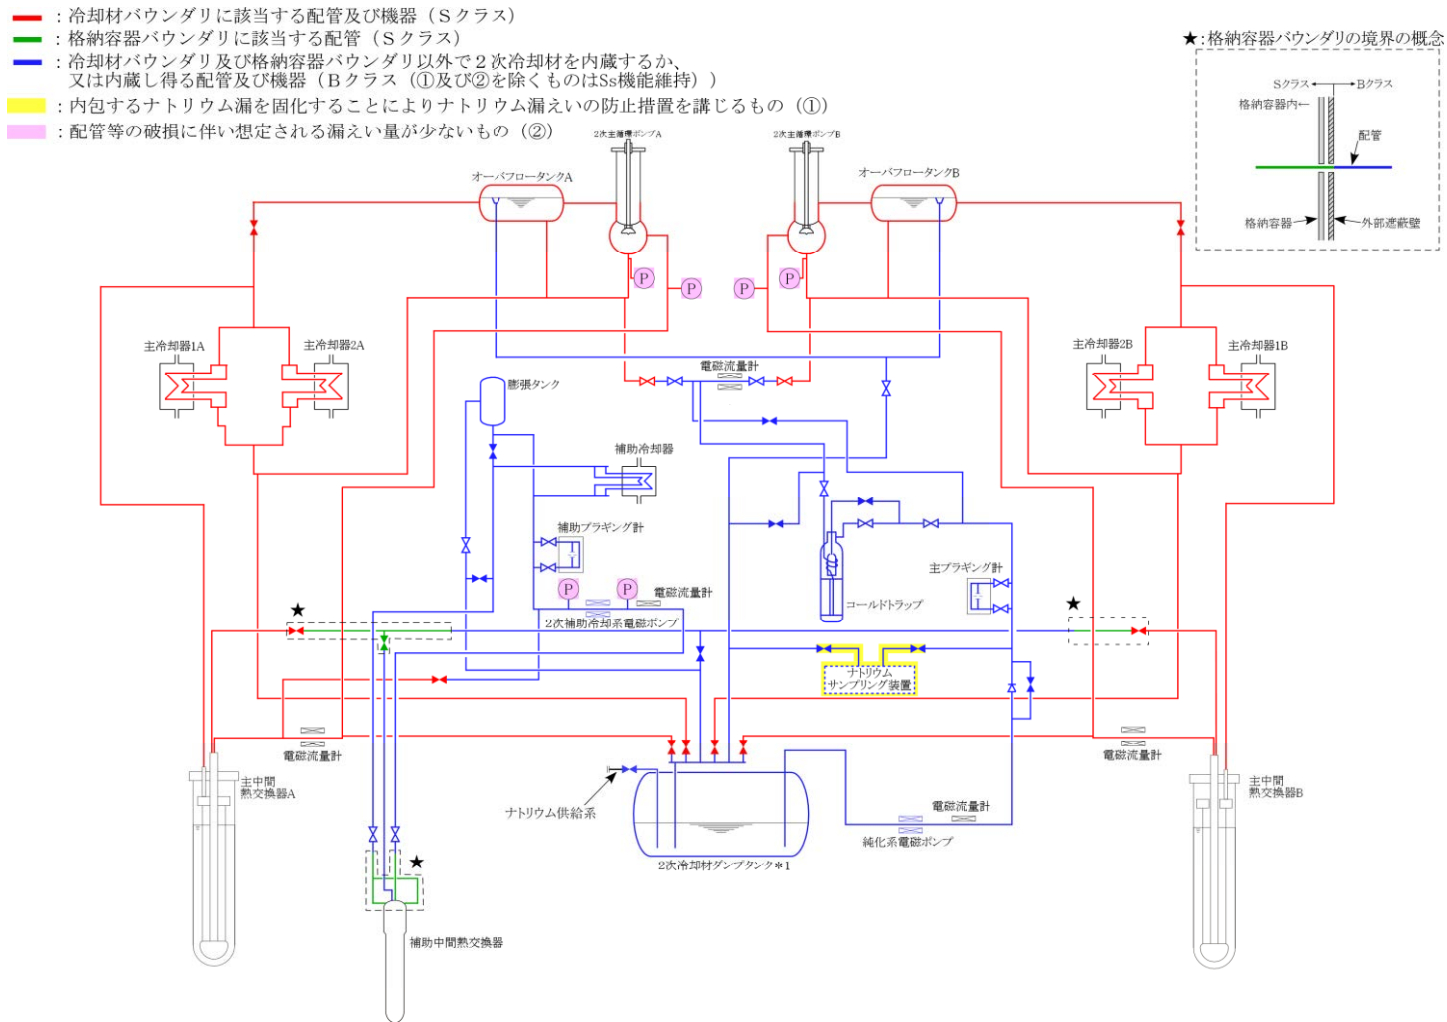 ：冷却材バウンダリに該当する配管及び機器（Ｓクラス）
：格納容器バウンダリに該当する配管（Ｓクラス）
：冷却材バウンダリ及び格納容器バウンダリ以外で２次冷却材を内蔵するか、
又は内蔵し得る配管及び機器（Ｂクラス（①及び②を除くものはSs機能維持））
：内包するナトリウム漏を固化することによりナトリウム漏えいの防止措置を講じるもの（①）
：配管等の破損に伴い想定される漏えい量が少ないもの（②）
★：格納容器バウンダリの境界の概念
Sクラス
Bクラス
格納容器内←
配管
格納容器
外部遮蔽壁
2次主循環ポンプA
2次主循環ポンプB
オーバフロータンクA
オーバフロータンクB
P
P
P
P
主冷却器1A
主冷却器2A
主冷却器2B
主冷却器1B
電磁流量計
膨張タンク
補助冷却器
補助プラギング計
主プラギング計
P
P
電磁流量計
コールドトラップ
2次補助冷却系電磁ポンプ
★
★
ナトリウム
サンプリング装置
電磁流量計
電磁流量計
主中間
熱交換器A
主中間
熱交換器B
ナトリウム供給系
電磁流量計
純化系電磁ポンプ
2次冷却材ダンプタンク＊1
★
補助中間熱交換器